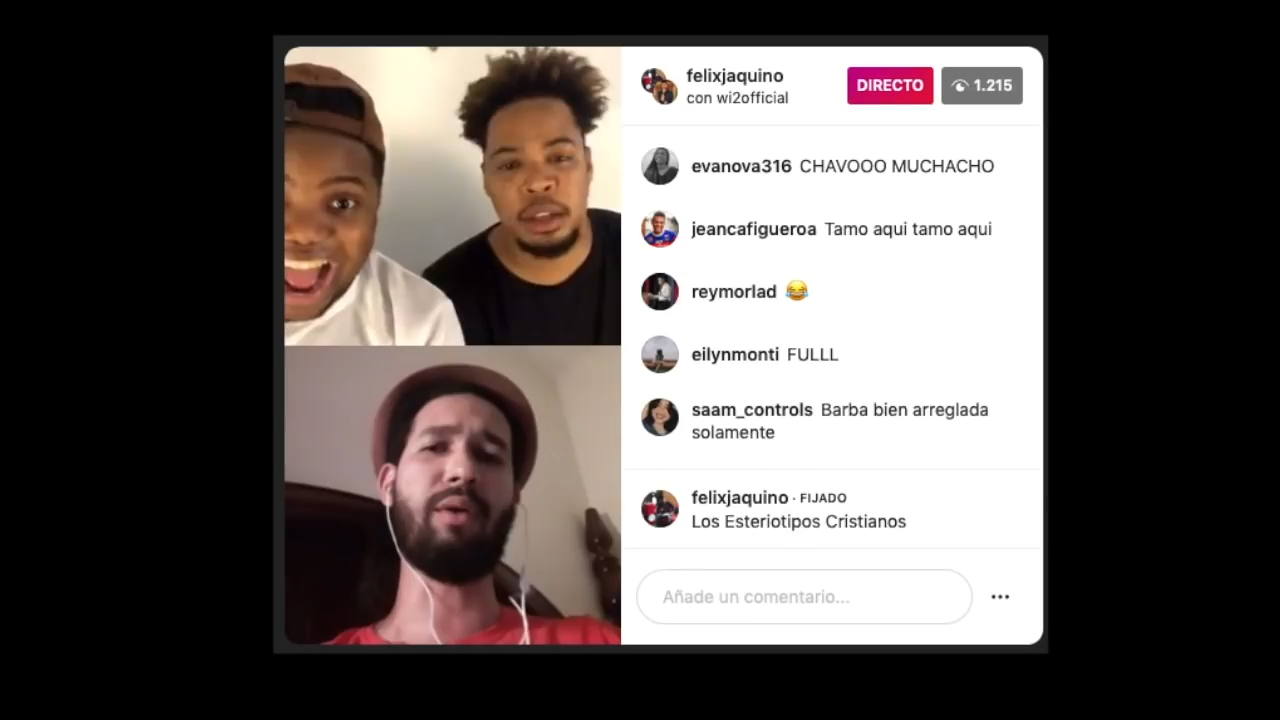 felixjaquino
con wi2official
DIRECTO
1.215
evanova316 CHAVOOO MUCHACHO
jeancafigueroa Tamo aqui tamo aqui
reymorlad 😂
eilynmonti FULLL
saam_controls Barba bien arreglada
solamente
felixjaquino · FIJADO
Los Esteriotipos Cristianos
Añade un comentario...